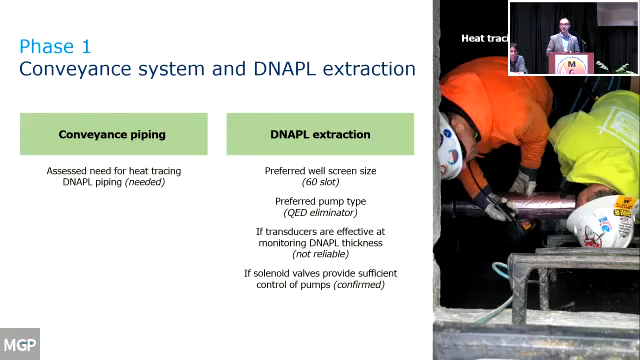 Phase 1
Conveyance system and DNAPL extraction
Heat
Conveyance piping
Assessed need for heat tracing
DNAPL piping (needed)
DNAPL extraction
Preferred well screen size
(60 slot)
Preferred pump type
(QED eliminator)
If transducers are effective at
monitoring DNAPL thickness
(not reliable)
If solenoid valves provide sufficient
control of pumps (confirmed)
MGP
M